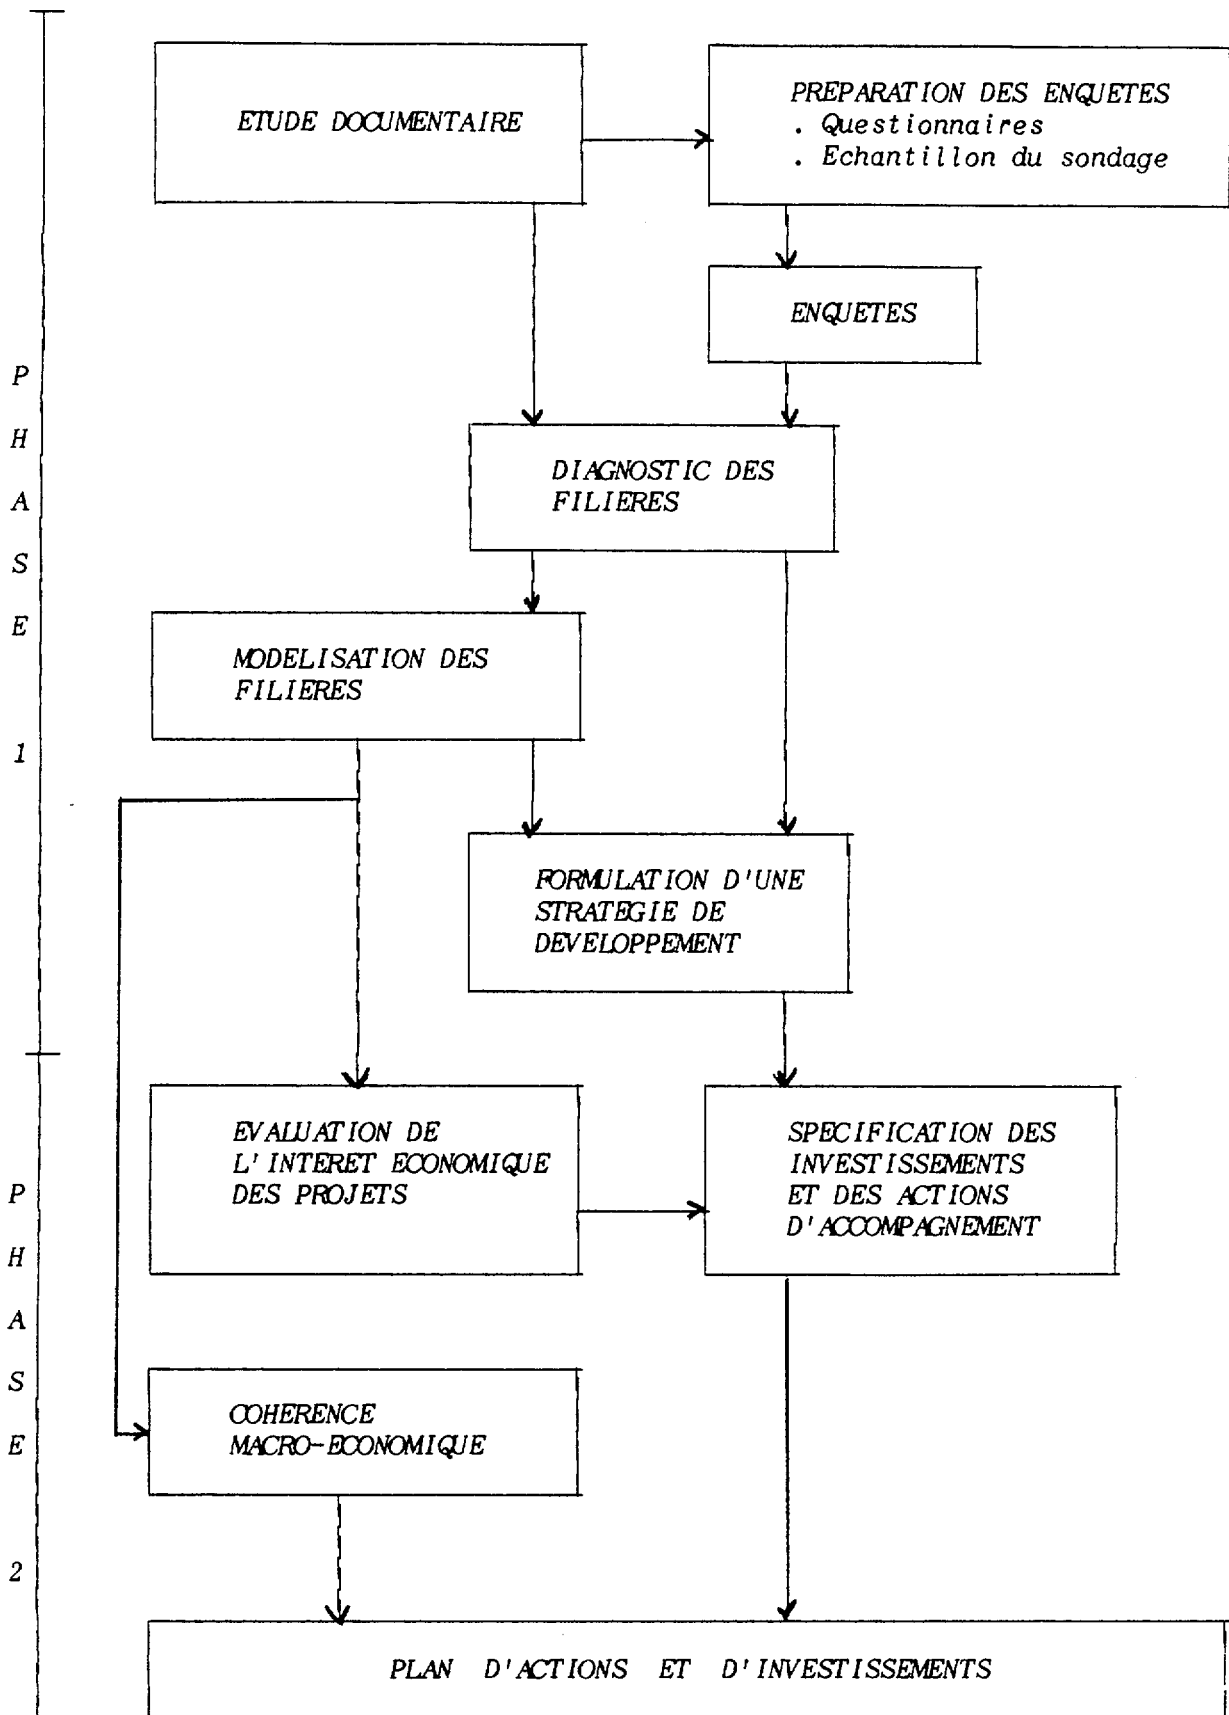 ETUDE DOCUMENTAIRE
PREPARATION DES ENQUETES
. Questionnaires
. Echantillon du sondage
ENQUETES
PHASE 1
DIAGNOSTIC DES
FILIERES
MODELISATION DES
FILIERES
FORMULATION D'UNE
STRATEGIE DE
DEVELOPPEMENT
PHASE 2
EVALUATION DE
L'INTERET ECONOMIQUE
DES PROJETS
SPECIFICATION DES
INVESTISSEMENTS
ET DES ACTIONS
D'ACCOMPAGNEMENT
COHERENCE
MACRO-ECONOMIQUE
PLAN D'ACTIONS ET D'INVESTISSEMENTS